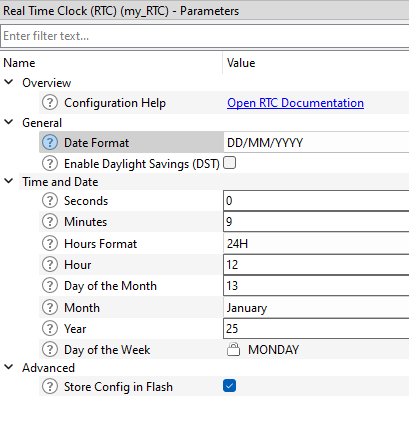 Real Time Clock (RTC) (my_RTC) - Parameters
Enter filter text...
Name Value
Overview
Configuration Help Open RTC Documentation
General
Date Format DD/MM/YYYY
Enable Daylight Savings (DST)
Time and Date
Seconds 0
Minutes 9
Hours Format 24H
Hour 12
Day of the Month 13
Month January
Year 25
Day of the Week MONDAY
Advanced
Store Config in Flash